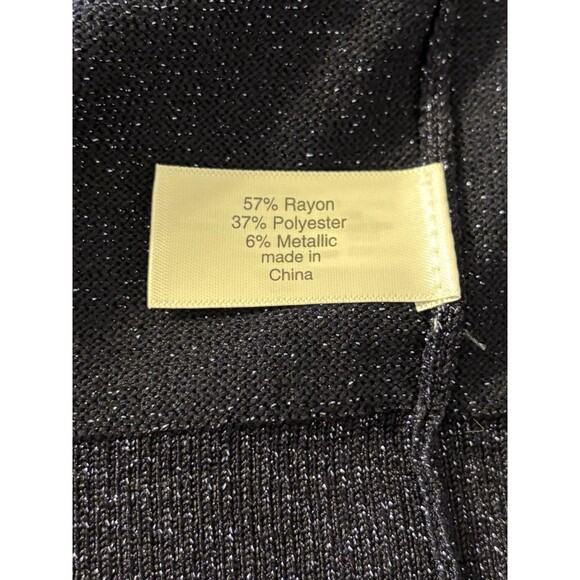 57% Rayon
37% Polyester
6% Metallic
made in
China